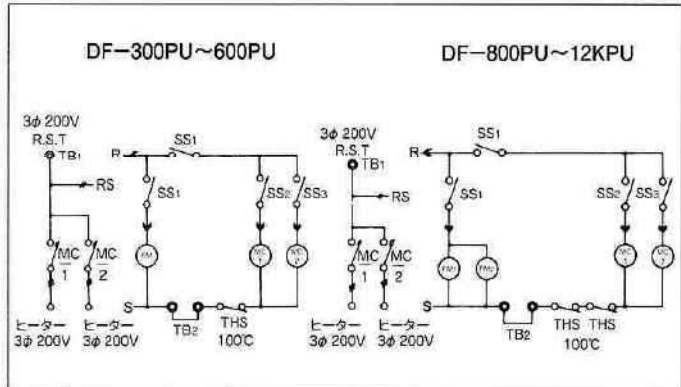 DF-300PU～600PU
3φ 200V
R.S.T
TB1
RS
MC
1
MC
2
ヒーター
3φ 200V
ヒーター
3φ 200V
R
SS1
SS1
SS2
SS3
FM
MC
1
MC
2
S
TB2
THS
100℃
DF-800PU～12KPU
3φ 200V
R.S.T
TB1
RS
MC
1
MC
2
ヒーター
3φ 200V
ヒーター
3φ 200V
R
SS1
SS1
SS2
SS3
FM1
FM2
MC
1
MC
2
S
TB2
THS
THS
100℃